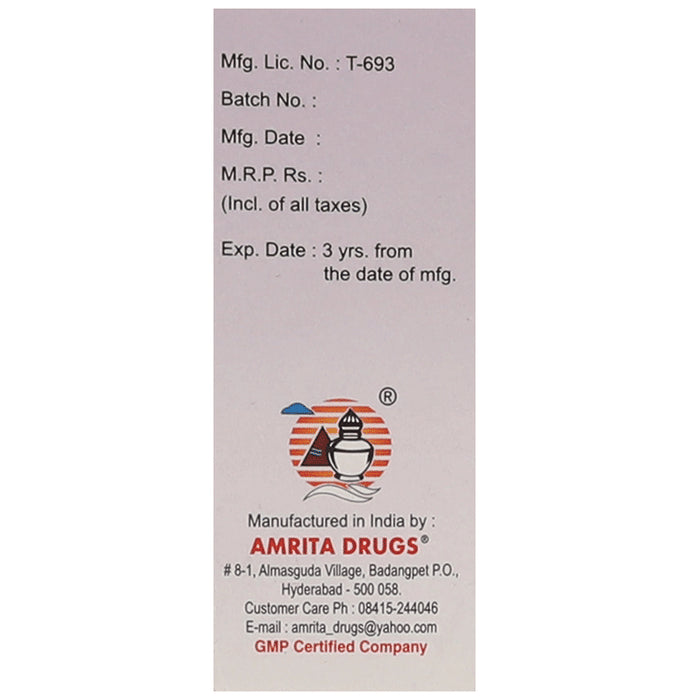 Mfg. Lic. No. : T-693
Batch No. :
Mfg. Date :
M.R.P. Rs. :
(Incl. of all taxes)
Exp. Date : 3 yrs. from
the date of mfg.
®
Manufactured in India by :
AMRITA DRUGS®
# 8-1, Almasguda Village, Badangpet P.O.,
Hyderabad - 500 058.
Customer Care Ph : 08415-244046
E-mail : amrita_drugs@yahoo.com
GMP Certified Company